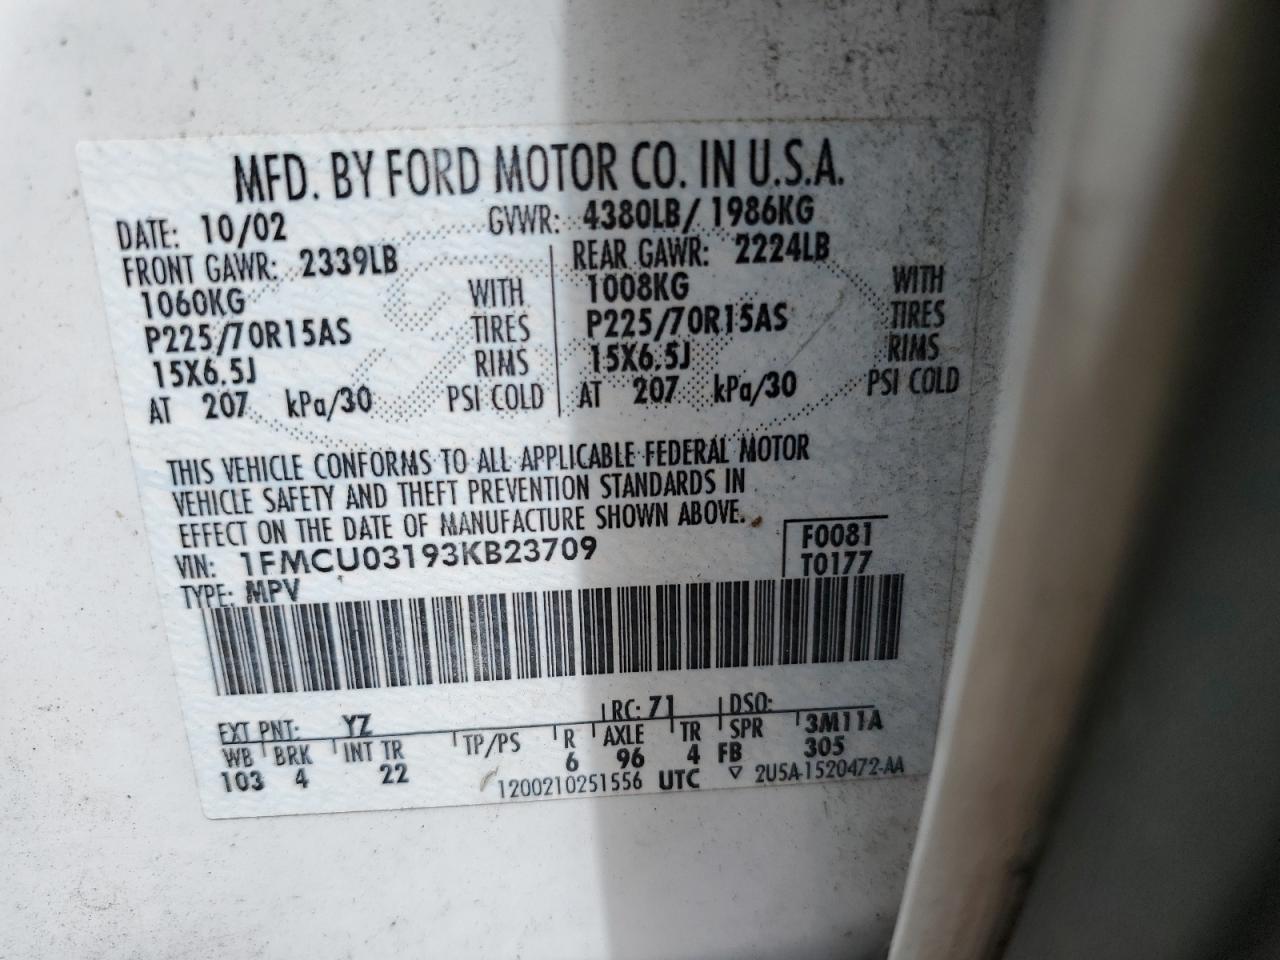 MFD. BY FORD MOTOR CO. IN U.S.A.
DATE: 10/02 GVWR: 4380LB/ 1986KG
FRONT GAWR: 2339LB REAR GAWR: 2224LB
1060KG WITH 1008KG WITH
P225/70R15AS TIRES P225/70R15AS TIRES
15X6.5J RIMS 15X6.5J RIMS
AT 207 kPa/30 PSI COLD AT 207 kPa/30 PSI COLD
THIS VEHICLE CONFORMS TO ALL APPLICABLE FEDERAL MOTOR
VEHICLE SAFETY AND THEFT PREVENTION STANDARDS IN
EFFECT ON THE DATE OF MANUFACTURE SHOWN ABOVE.
VIN: 1FMCU03193KB23709 F0081
TYPE: MPV T0177
EXT PNT: YZ RC: 71 DSO:
WB BRK INT TR TP/PS R AXLE TR SPR 3M11A
103 4 22 6 96 4 FB 305
1200210251556 UTC ▽ 2U5A-1520472-AA